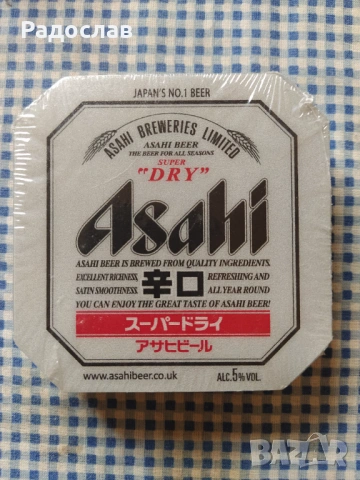 Радослав
JAPAN'S NO.1 BEER
ASAHI BREWERIES LIMITED
ASAHI BEER
THE BEER FOR ALL SEASONS
SUPER
"DRY"
Asahi
ASAHI BEER IS BREWED FROM QUALITY INGREDIENTS.
EXCELLENT RICHNESS, 辛口 REFRESHING AND
SATIN SMOOTHNESS. ALL YEAR ROUND
YOU CAN ENJOY THE GREAT TASTE OF ASAHI BEER!
スーパードライ
アサヒビール
www.asahibeer.co.uk ALC.5%VOL.
BAZAR